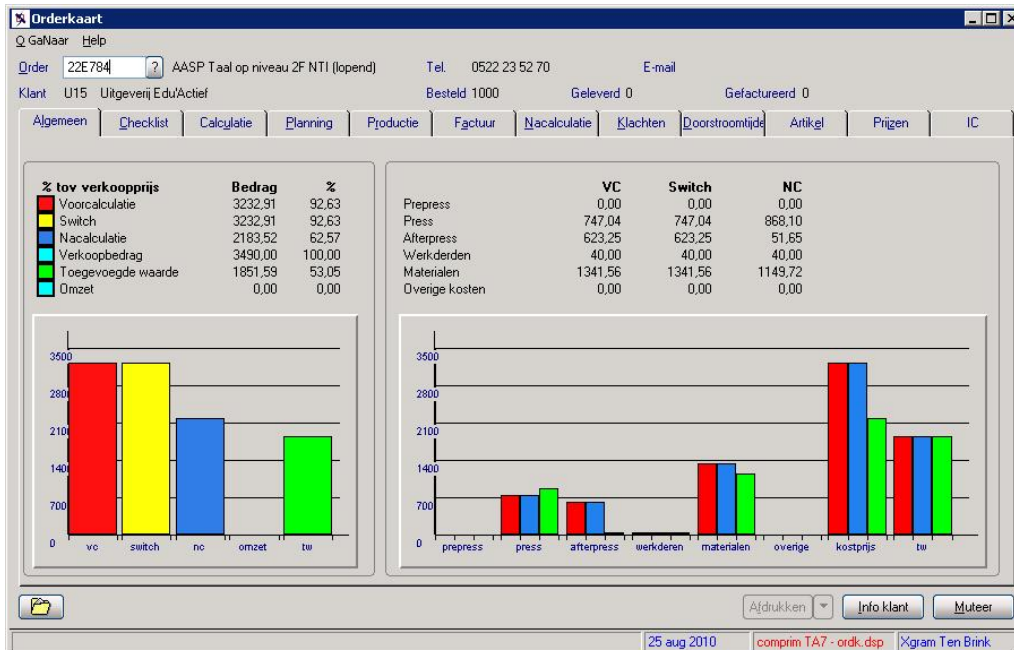 Orderkaart
Q GaNaar Help
Order 22E784 ? AASP Taal op niveau 2F NTI (lopend) Tel. 0522 23 52 70 E-mail
Klant U15 Uitgeverij Edu'Actief Besteld 1000 Geleverd 0 Gefactureerd 0
Algemeen Checklist Calculatie Planning Productie Factuur Nacalculatie Klachten Doorstroomtijde Artikel Prijzen IC
% tov verkoopprijs Bedrag %
Voorcalculatie 3232,91 92,63
Switch 3232,91 92,63
Nacalculatie 2183,52 62,57
Verkoopbedrag 3490,00 100,00
Toegevoegde waarde 1851,59 53,05
Omzet 0,00 0,00
VC Switch NC
Prepress 0,00 0,00 0,00
Press 747,04 747,04 868,10
Afterpress 623,25 623,25 51,65
Werkderden 40,00 40,00 40,00
Materialen 1341,56 1341,56 1149,72
Overige kosten 0,00 0,00 0,00
3500
2800
2100
1400
700
0
vc switch nc omzet tw
3500
2800
2100
1400
700
0
prepress press afterpress werkderen materialen overige kostprijs tw
Afdrukken Info klant Muteer
25 aug 2010 comprim TA7 - ordk.dsp Xgram Ten Brink